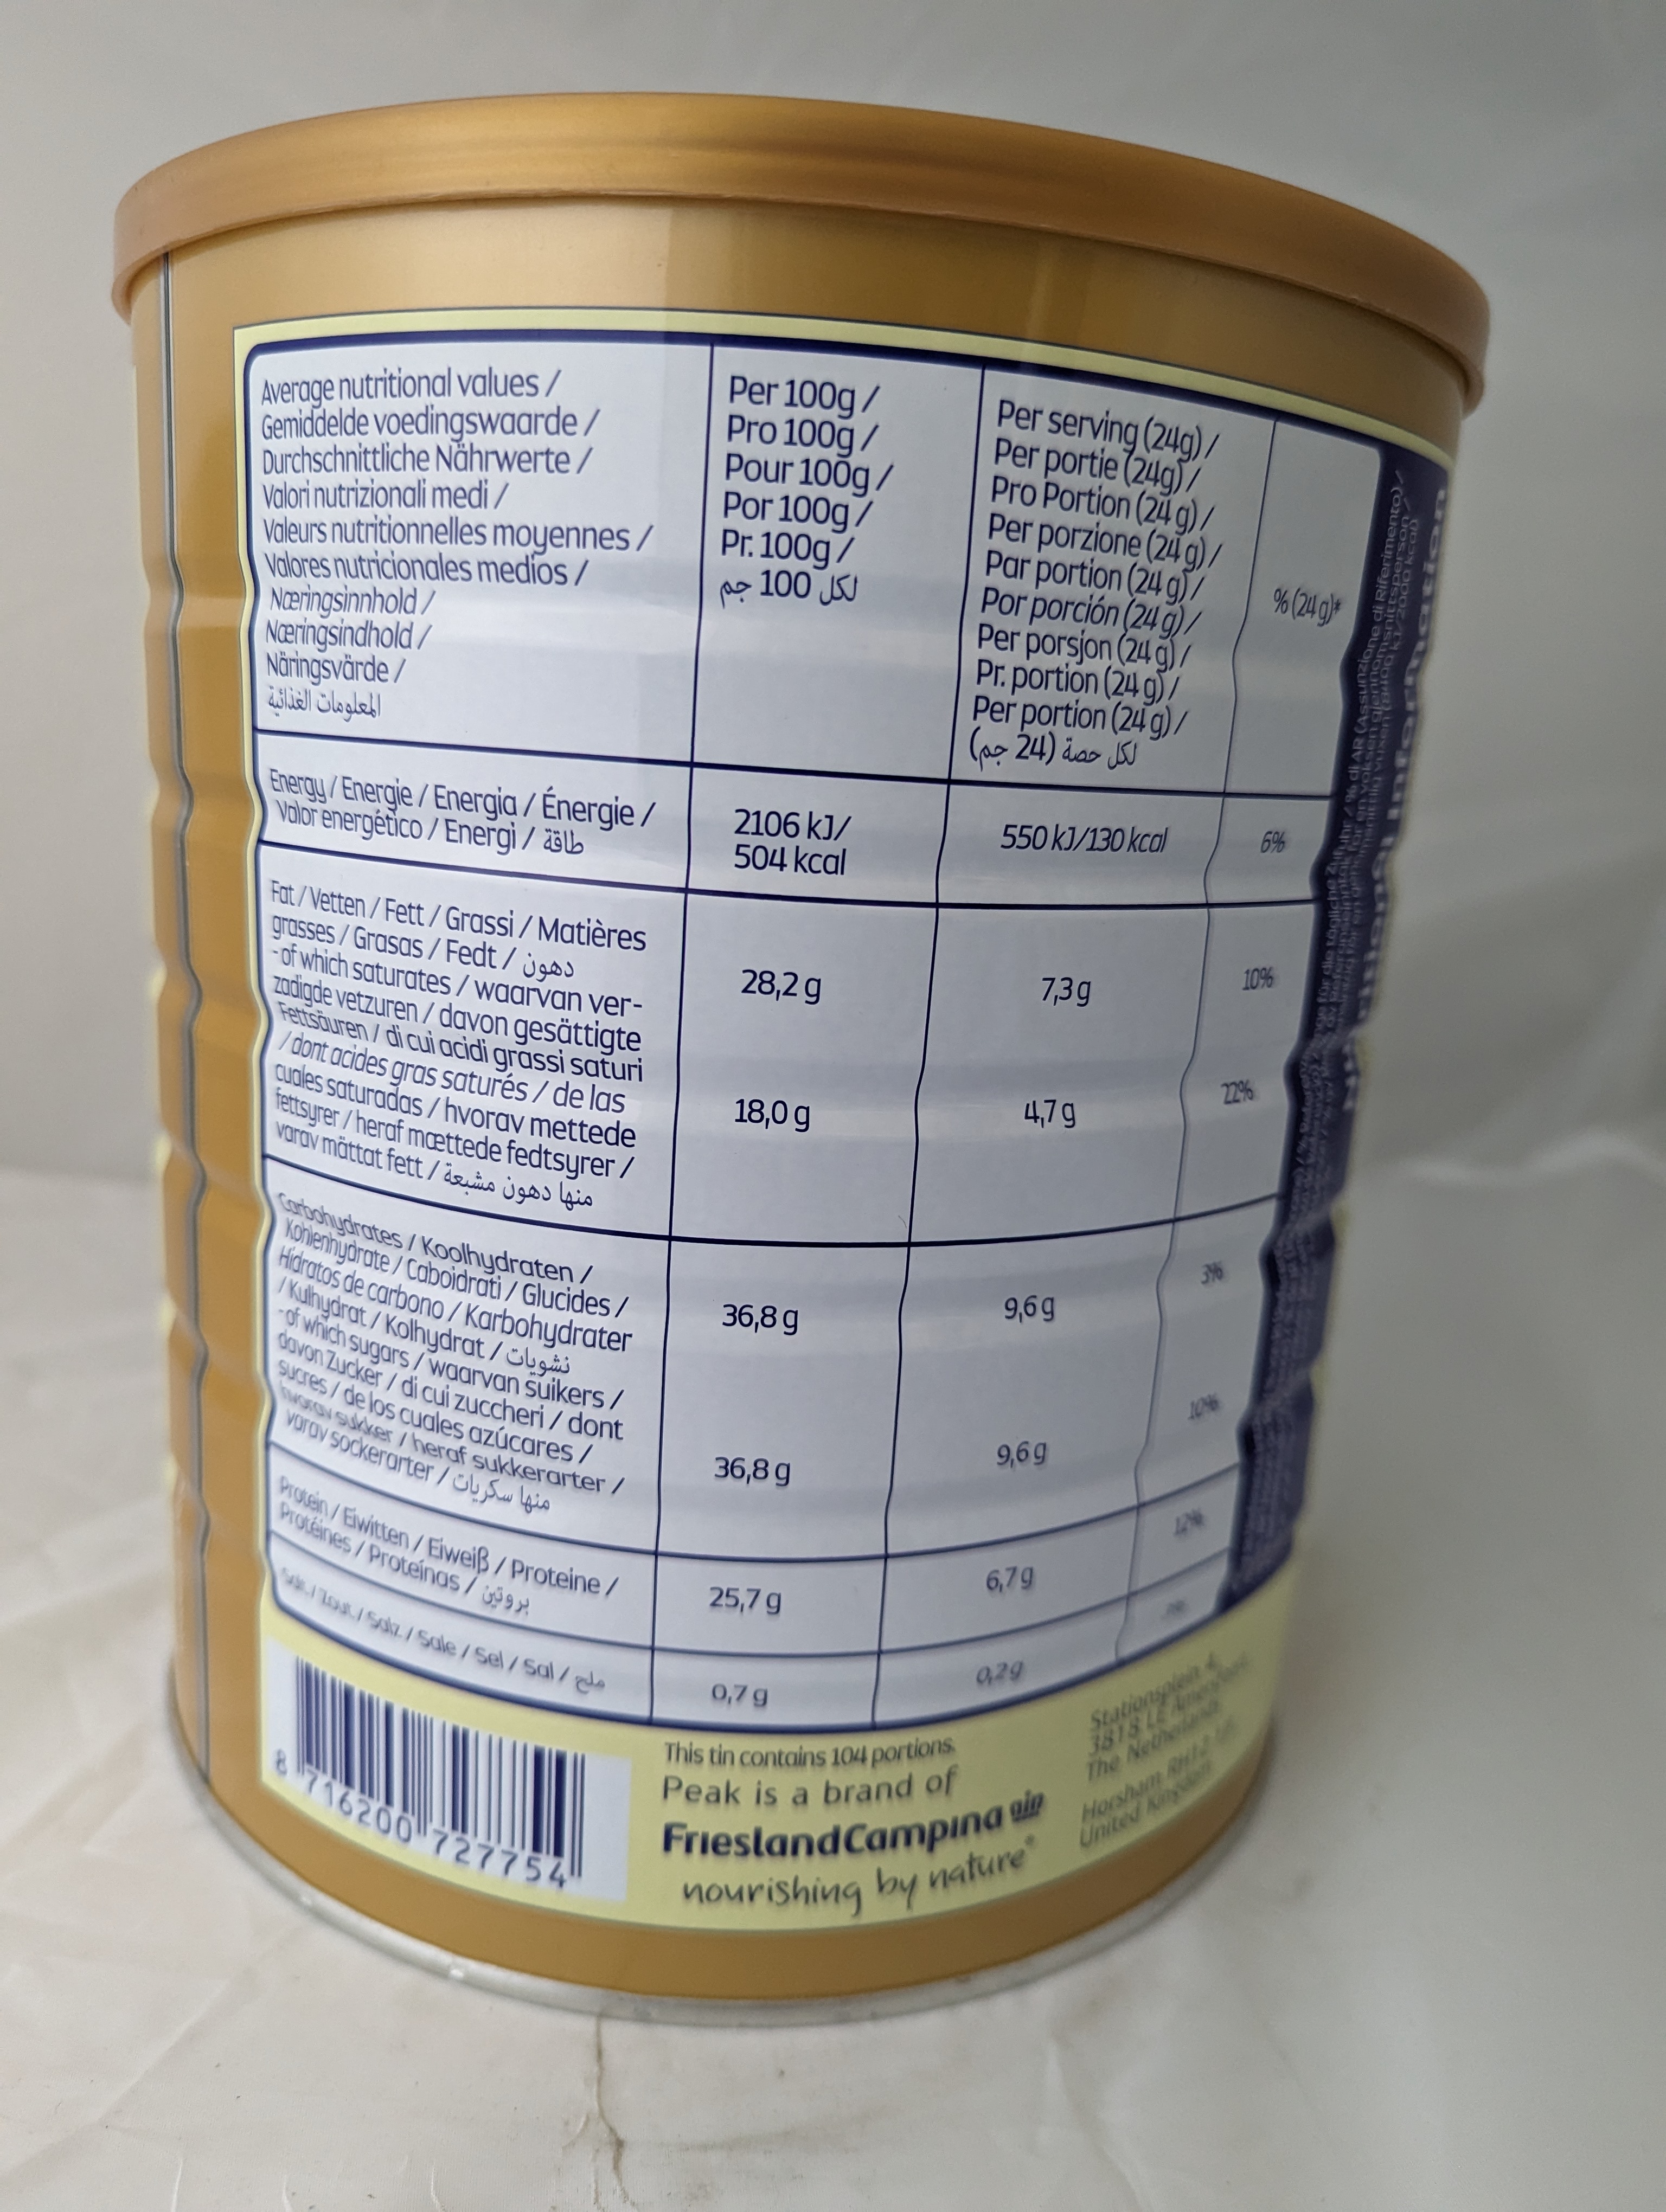 Average nutritional values /
Gemiddelde voedingswaarde /
Durchschnittliche Nährwerte /
Valori nutrizionali medi /
Valeurs nutritionnelles moyennes /
Valores nutricionales medios /
Næringsinnhold /
Næringsindhold /
Näringsvärde /
المعلومات الغذائية
Per 100g /
Pro 100g /
Pour 100g /
Por 100g /
Pr. 100g /
لكل 100 جم
Per serving (24g) /
Per portie (24g) /
Pro Portion (24 g) /
Per porzione (24 g) /
Par portion (24 g) /
Por porción (24 g) /
Per porsjon (24 g) /
Pr. portion (24 g) /
Per portion (24 g) /
لكل حصة (24 جم)
% (24 g)*
Energy / Energie / Energia / Énergie /
Valor energético / Energi / طاقة
2106 kJ/
504 kcal
550 kJ/130 kcal
6%
Fat / Vetten / Fett / Grassi / Matières
grasses / Grasas / Fedt / دهون
- of which saturates / waarvan ver-
zadigde vetzuren / davon gesättigte
Fettsäuren / di cui acidi grassi saturi
/ dont acides gras saturés / de las
cuales saturadas / hvorav mettede
fettsyrer / heraf mættede fedtsyrer /
varav mättat fett / منها دهون مشبعة
28,2 g
7,3 g
10%
18,0 g
4,7 g
22%
Carbohydrates / Koolhydraten /
Kohlenhydrate / Caboidrati / Glucides /
Hidratos de carbono / Karbohydrater
/ Kulhydrat / Kolhydrat / نشويات
- of which sugars / waarvan suikers /
davon Zucker / di cui zuccheri / dont
sucres / de los cuales azúcares /
hvorav sukker / heraf sukkerarter /
varav sockerarter / منها سكريات
36,8 g
9,6 g
3%
36,8 g
9,6 g
10%
Protein / Eiwitten / Eiweiß / Proteine /
Protéines / Proteínas / بروتين
25,7 g
6,7 g
12%
Salt / Zout / Salz / Sale / Sel / Sal / ملح
0,7 g
0,2 g
8 716200 727754
This tin contains 104 portions.
Peak is a brand of
FrieslandCampina
nourishing by nature®
Stationsplein 4,
3818 LE Amersfoort
The Netherlands
Horsham RH12
United Kingdom
Nutritional Information